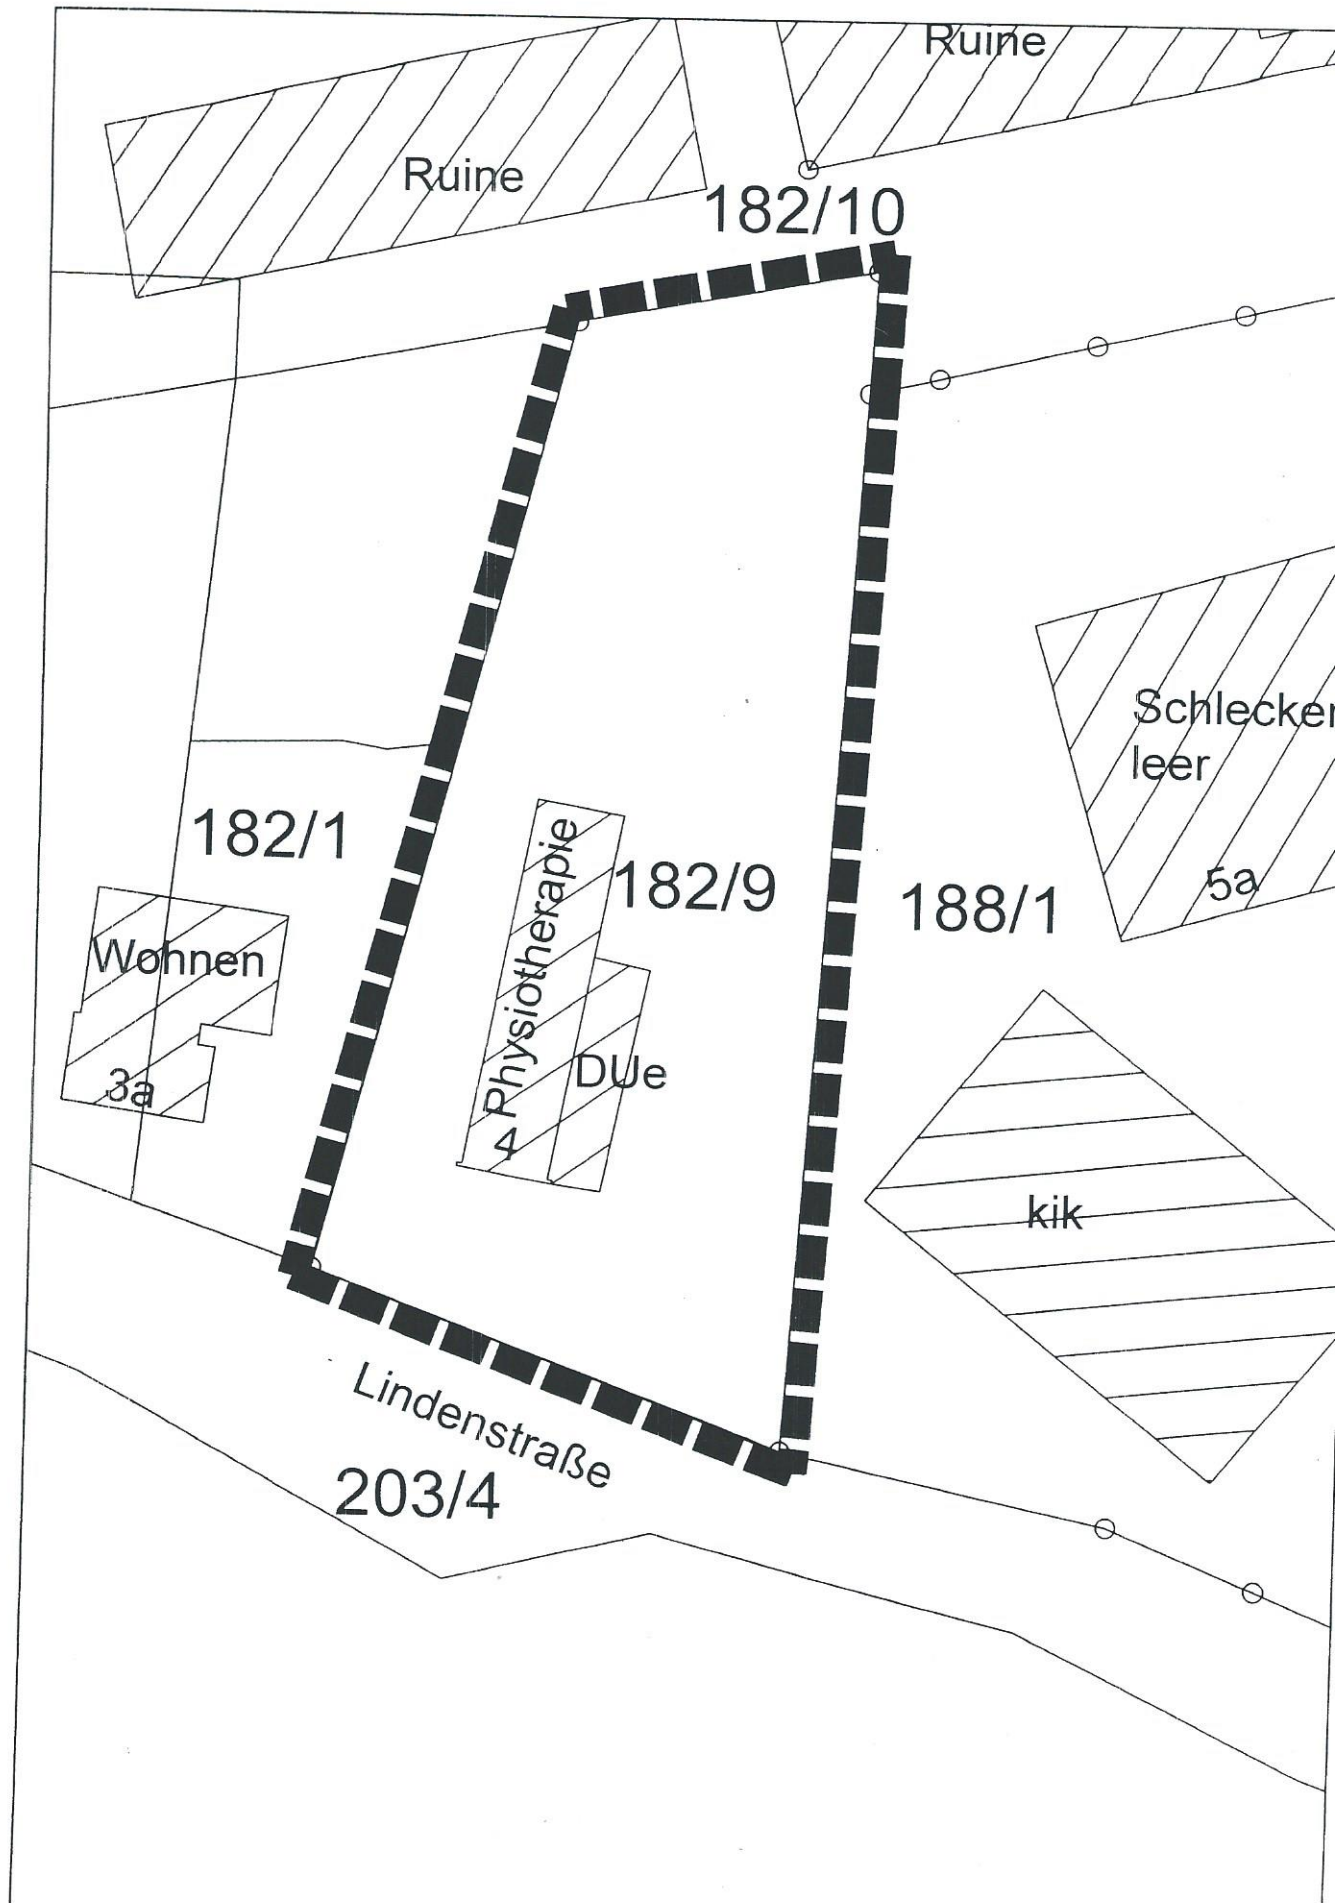 Ruine
Ruine
182/10
Schlecker
leer
182/1
182/9
5a
188/1
Physiotherapie
Wohnen
DUe
3a
4
kik
Lindenstraße
203/4